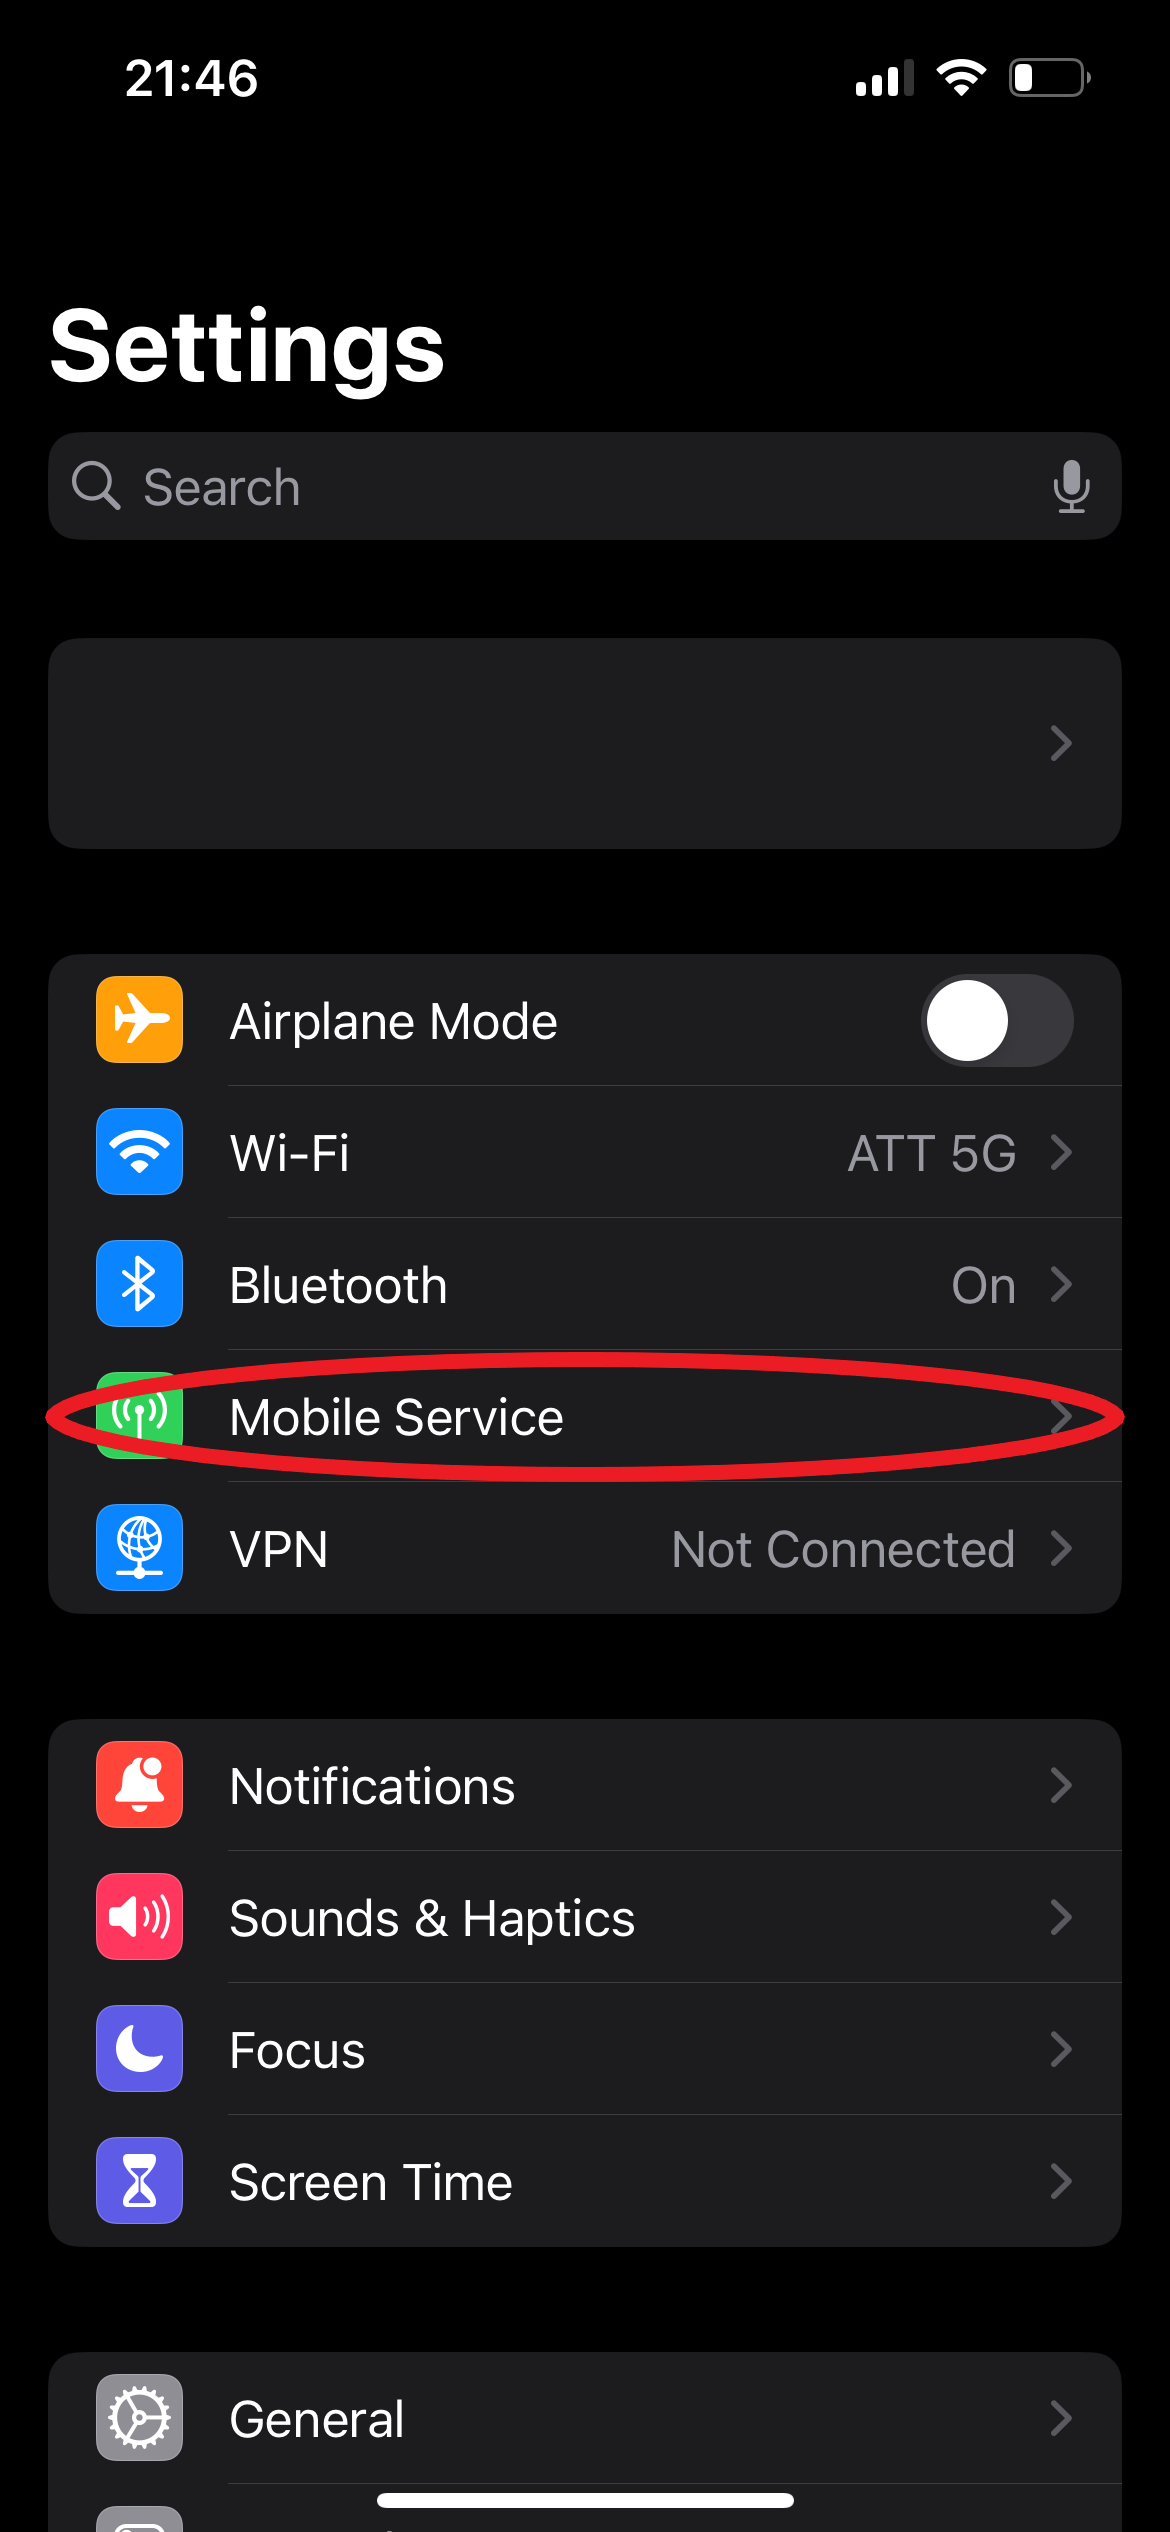 21:46
Settings
Search
Airplane Mode
Wi-Fi ATT 5G
Bluetooth On
Mobile Service
VPN Not Connected
Notifications
Sounds & Haptics
Focus
Screen Time
General